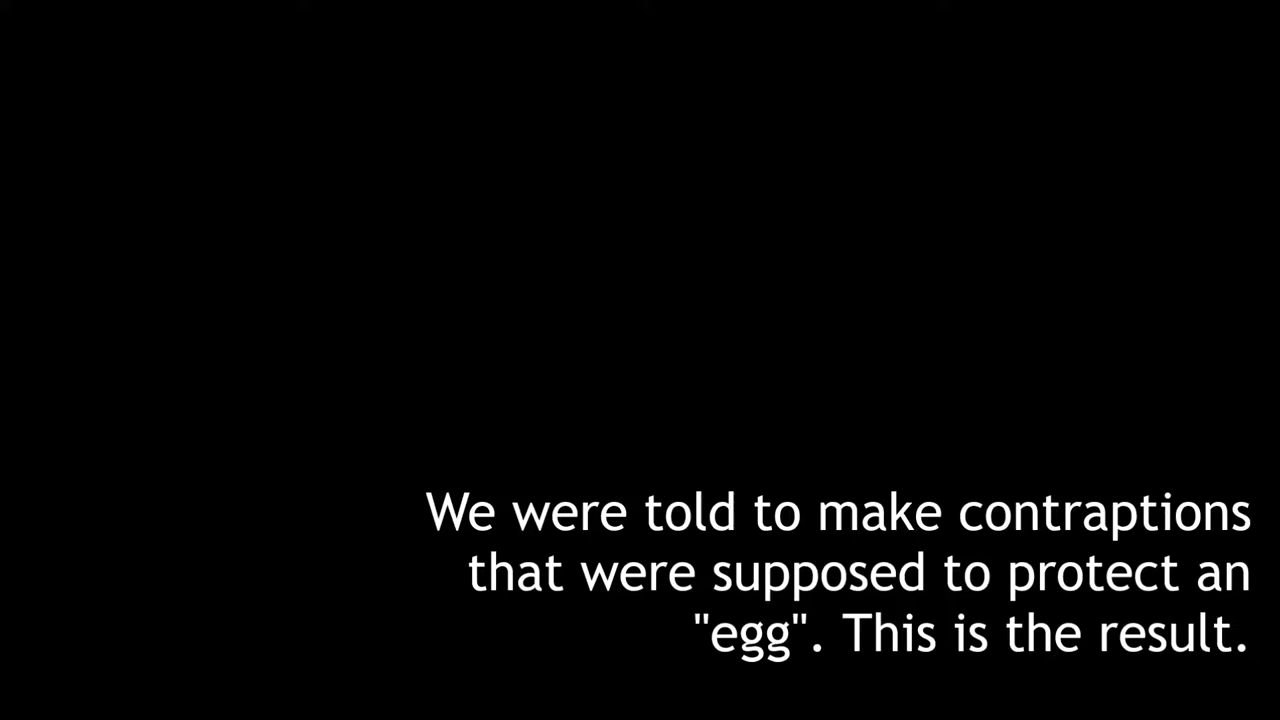 We were told to make contraptions
that were supposed to protect an
"egg". This is the result.